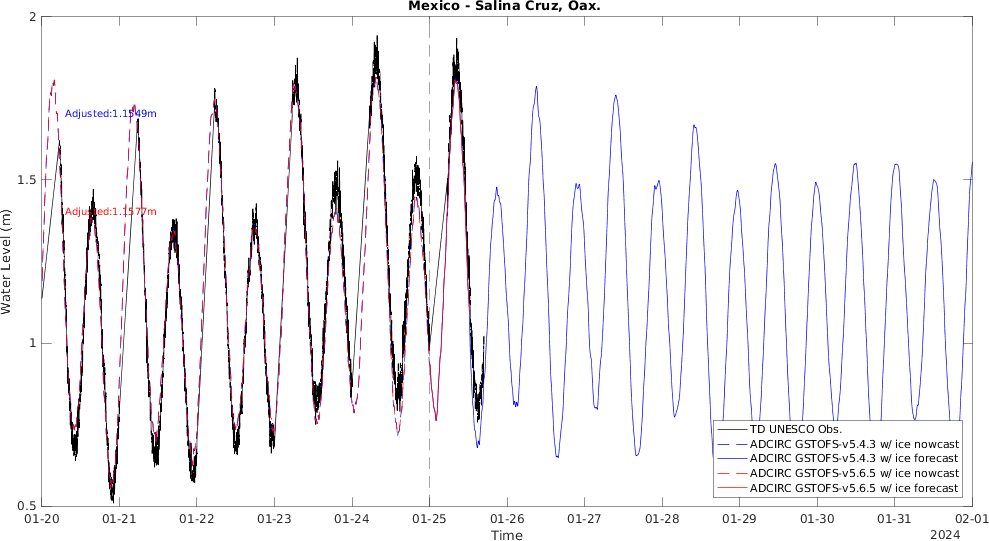 Mexico - Salina Cruz, Oax.
2
1.5
1
0.5
Water Level (m)
Adjusted:1.1549m
Adjusted:1.1577m
TD UNESCO Obs.
ADCIRC GSTOFS-v5.4.3 w/ ice nowcast
ADCIRC GSTOFS-v5.4.3 w/ ice forecast
ADCIRC GSTOFS-v5.6.5 w/ ice nowcast
ADCIRC GSTOFS-v5.6.5 w/ ice forecast
01-20 01-21 01-22 01-23 01-24 01-25 01-26 01-27 01-28 01-29 01-30 01-31 02-01
Time
2024